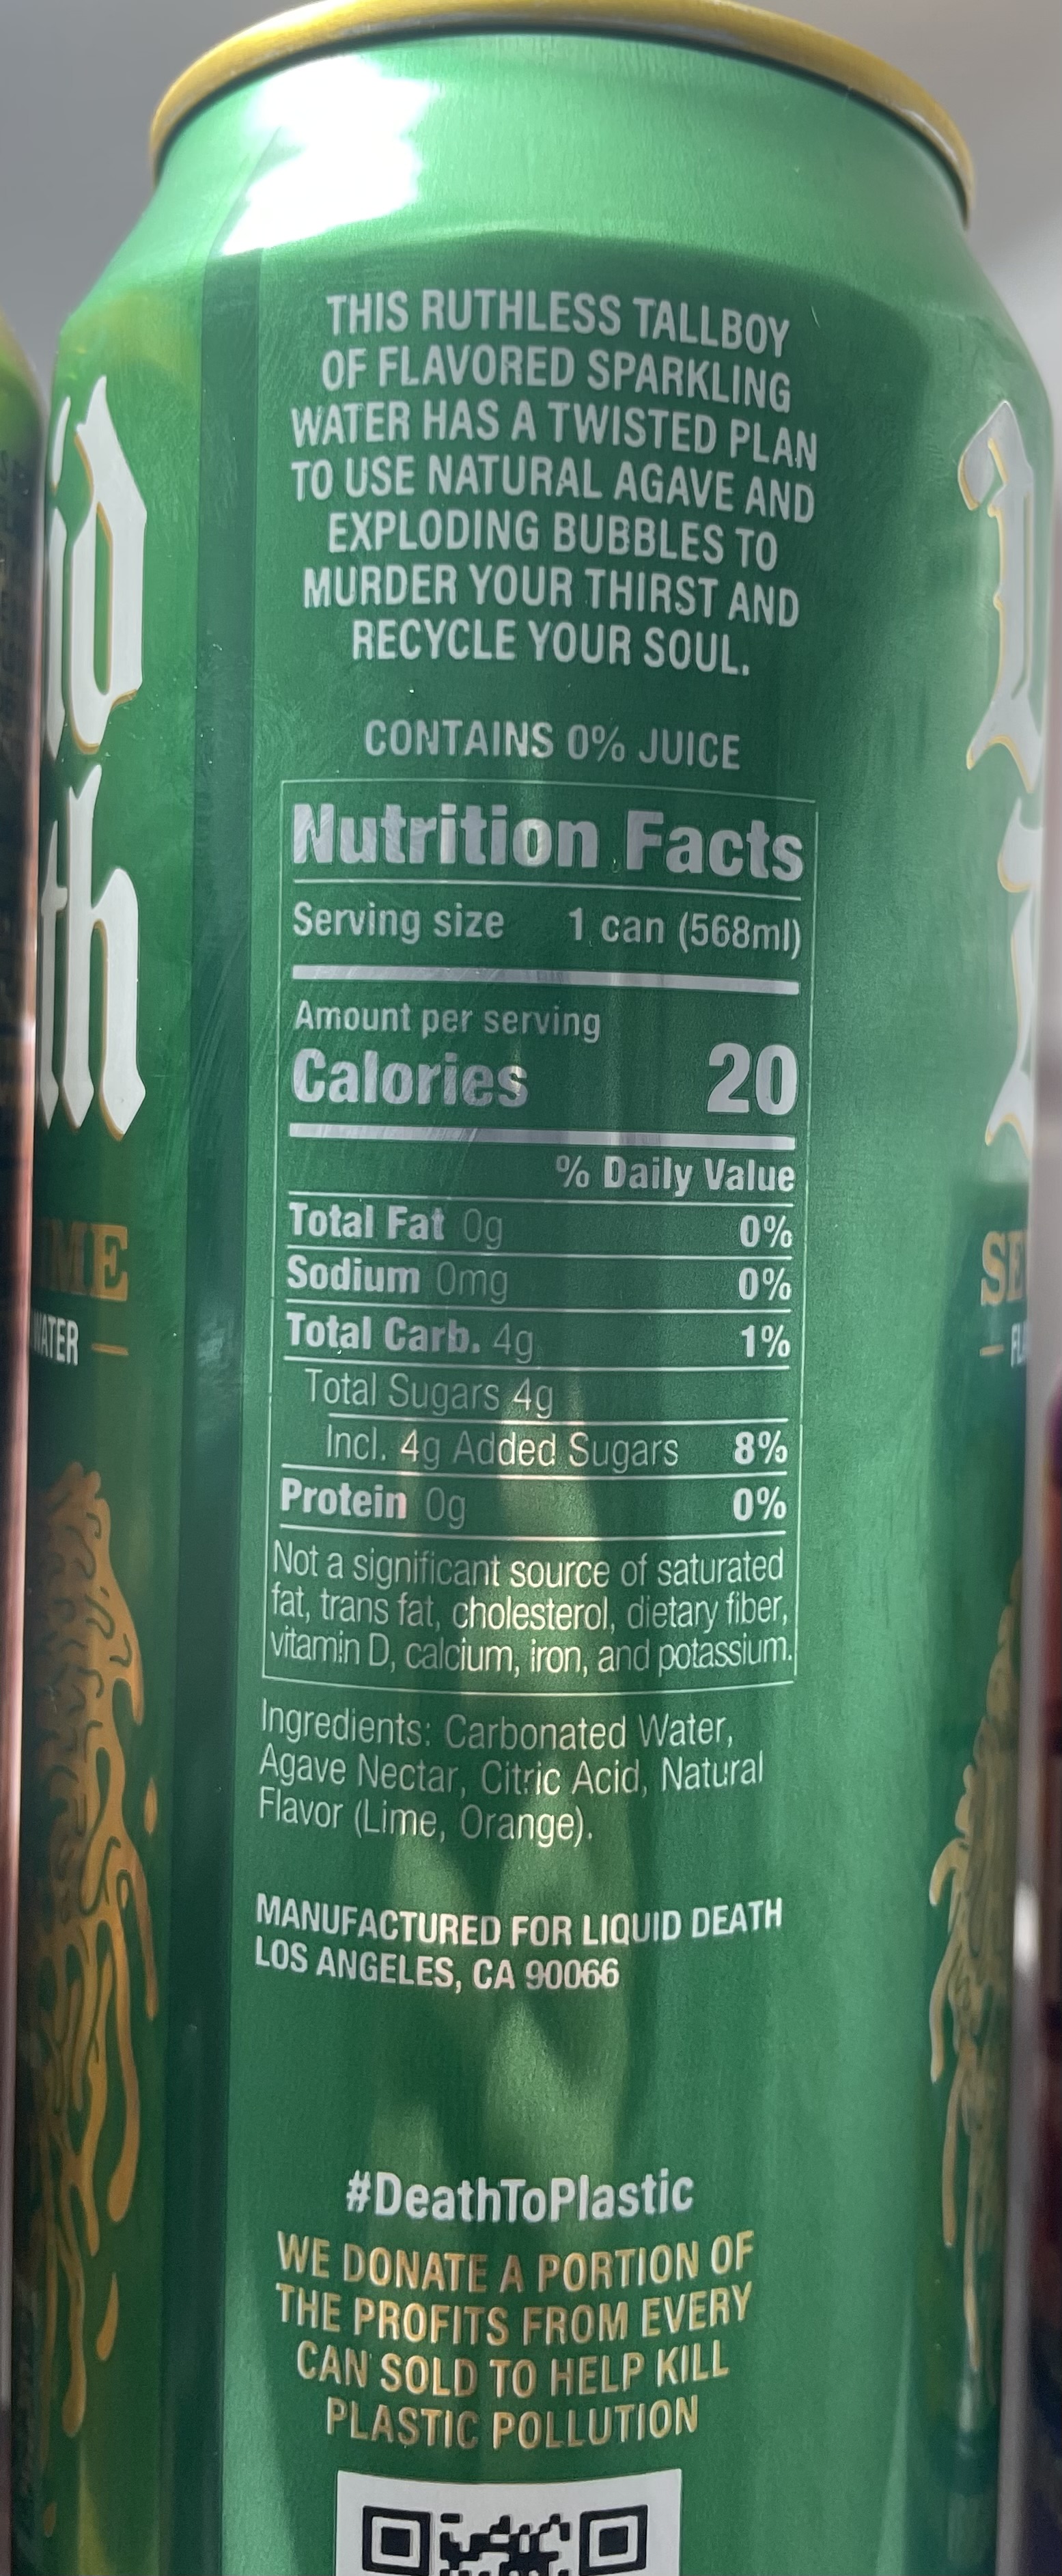 THIS RUTHLESS TALLBOY
OF FLAVORED SPARKLING
WATER HAS A TWISTED PLAN
TO USE NATURAL AGAVE AND
EXPLODING BUBBLES TO
MURDER YOUR THIRST AND
RECYCLE YOUR SOUL.
CONTAINS 0% JUICE
Nutrition Facts
Serving size 1 can (568ml)
Amount per serving
Calories 20
% Daily Value
Total Fat 0g 0%
Sodium 0mg 0%
Total Carb. 4g 1%
Total Sugars 4g
Incl. 4g Added Sugars 8%
Protein 0g 0%
Not a significant source of saturated
fat, trans fat, cholesterol, dietary fiber,
vitamin D, calcium, iron, and potassium.
Ingredients: Carbonated Water,
Agave Nectar, Citric Acid, Natural
Flavor (Lime, Orange).
MANUFACTURED FOR LIQUID DEATH
LOS ANGELES, CA 90066
#DeathToPlastic
WE DONATE A PORTION OF
THE PROFITS FROM EVERY
CAN SOLD TO HELP KILL
PLASTIC POLLUTION
id
th
ME
WATER
SE